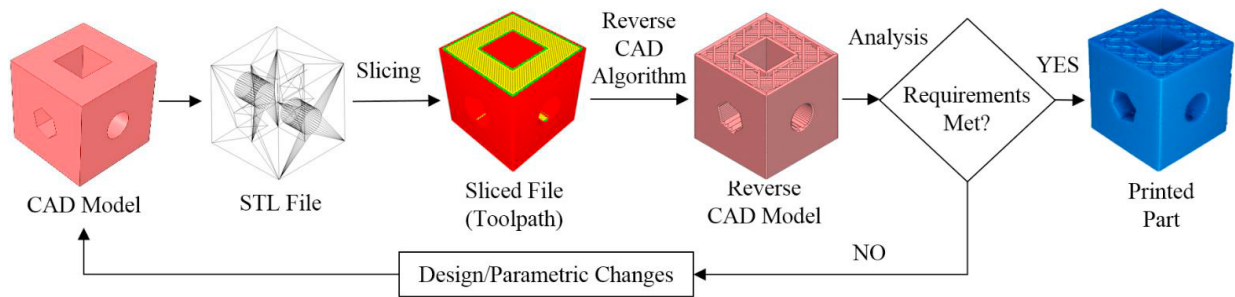 CAD Model
STL File
Slicing
Sliced File
(Toolpath)
Reverse
CAD
Algorithm
Reverse
CAD Model
Analysis
Requirements
Met?
YES
Printed
Part
NO
Design/Parametric Changes